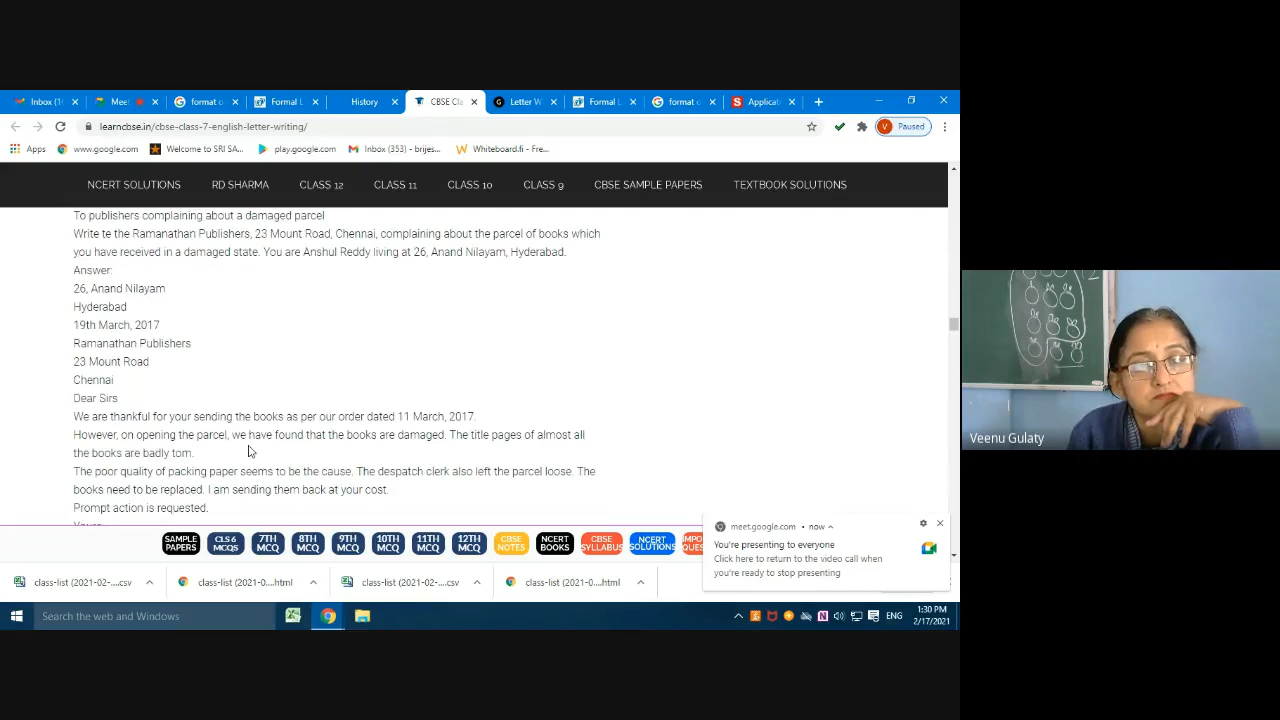 Inbox (1
Meet
format o
Formal L
History
CBSE Cla
Letter W
Formal L
format o
Applicat
learncbse.in/cbse-class-7-english-letter-writing/
Paused
Apps
www.google.com
Welcome to SRI SA...
play.google.com
Inbox (353) - brijes...
Whiteboard.fi - Fre...
NCERT SOLUTIONS
RD SHARMA
CLASS 12
CLASS 11
CLASS 10
CLASS 9
CBSE SAMPLE PAPERS
TEXTBOOK SOLUTIONS
To publishers complaining about a damaged parcel
Write te the Ramanathan Publishers, 23 Mount Road, Chennai, complaining about the parcel of books which
you have received in a damaged state. You are Anshul Reddy living at 26, Anand Nilayam, Hyderabad.
Answer:
26, Anand Nilayam
Hyderabad
19th March, 2017
Ramanathan Publishers
23 Mount Road
Chennai
Dear Sirs
We are thankful for your sending the books as per our order dated 11 March, 2017.
However, on opening the parcel, we have found that the books are damaged. The title pages of almost all
the books are badly tom.
The poor quality of packing paper seems to be the cause. The despatch clerk also left the parcel loose. The
books need to be replaced. I am sending them back at your cost.
Prompt action is requested.
meet.google.com • now
You're presenting to everyone
Click here to return to the video call when
you're ready to stop presenting
SAMPLE PAPERS
CLS 6 MCQS
7TH MCQ
8TH MCQ
9TH MCQ
10TH MCQ
11TH MCQ
12TH MCQ
CBSE NOTES
NCERT BOOKS
CBSE SYLLABUS
NCERT SOLUTIONS
class-list (2021-02-....csv
class-list (2021-0....html
class-list (2021-02-....csv
class-list (2021-0....html
Search the web and Windows
ENG
1:30 PM
2/17/2021
Veenu Gulaty